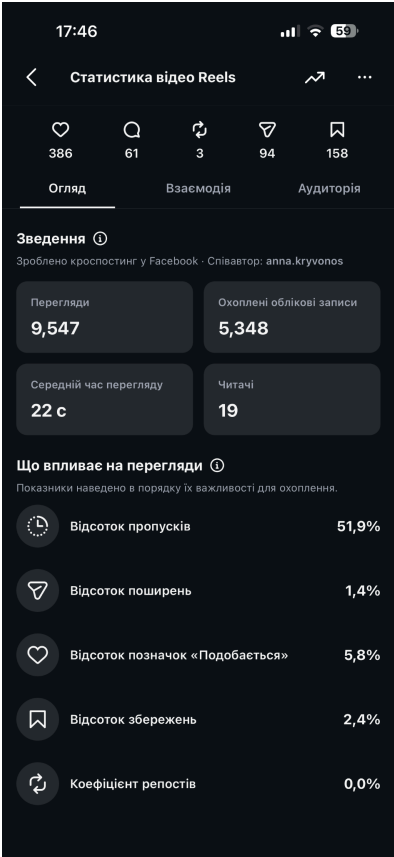 17:46
59
Статистика відео Reels
386
61
3
94
158
Огляд
Взаємодія
Аудиторія
Зведення
Зроблено кроспостинг у Facebook · Співавтор: anna.kryvonos
Перегляди
9,547
Охоплені облікові записи
5,348
Середній час перегляду
22 с
Читачі
19
Що впливає на перегляди
Показники наведено в порядку їх важливості для охоплення.
Відсоток пропусків
51,9%
Відсоток поширень
1,4%
Відсоток позначок «Подобається»
5,8%
Відсоток збережень
2,4%
Коефіцієнт репостів
0,0%